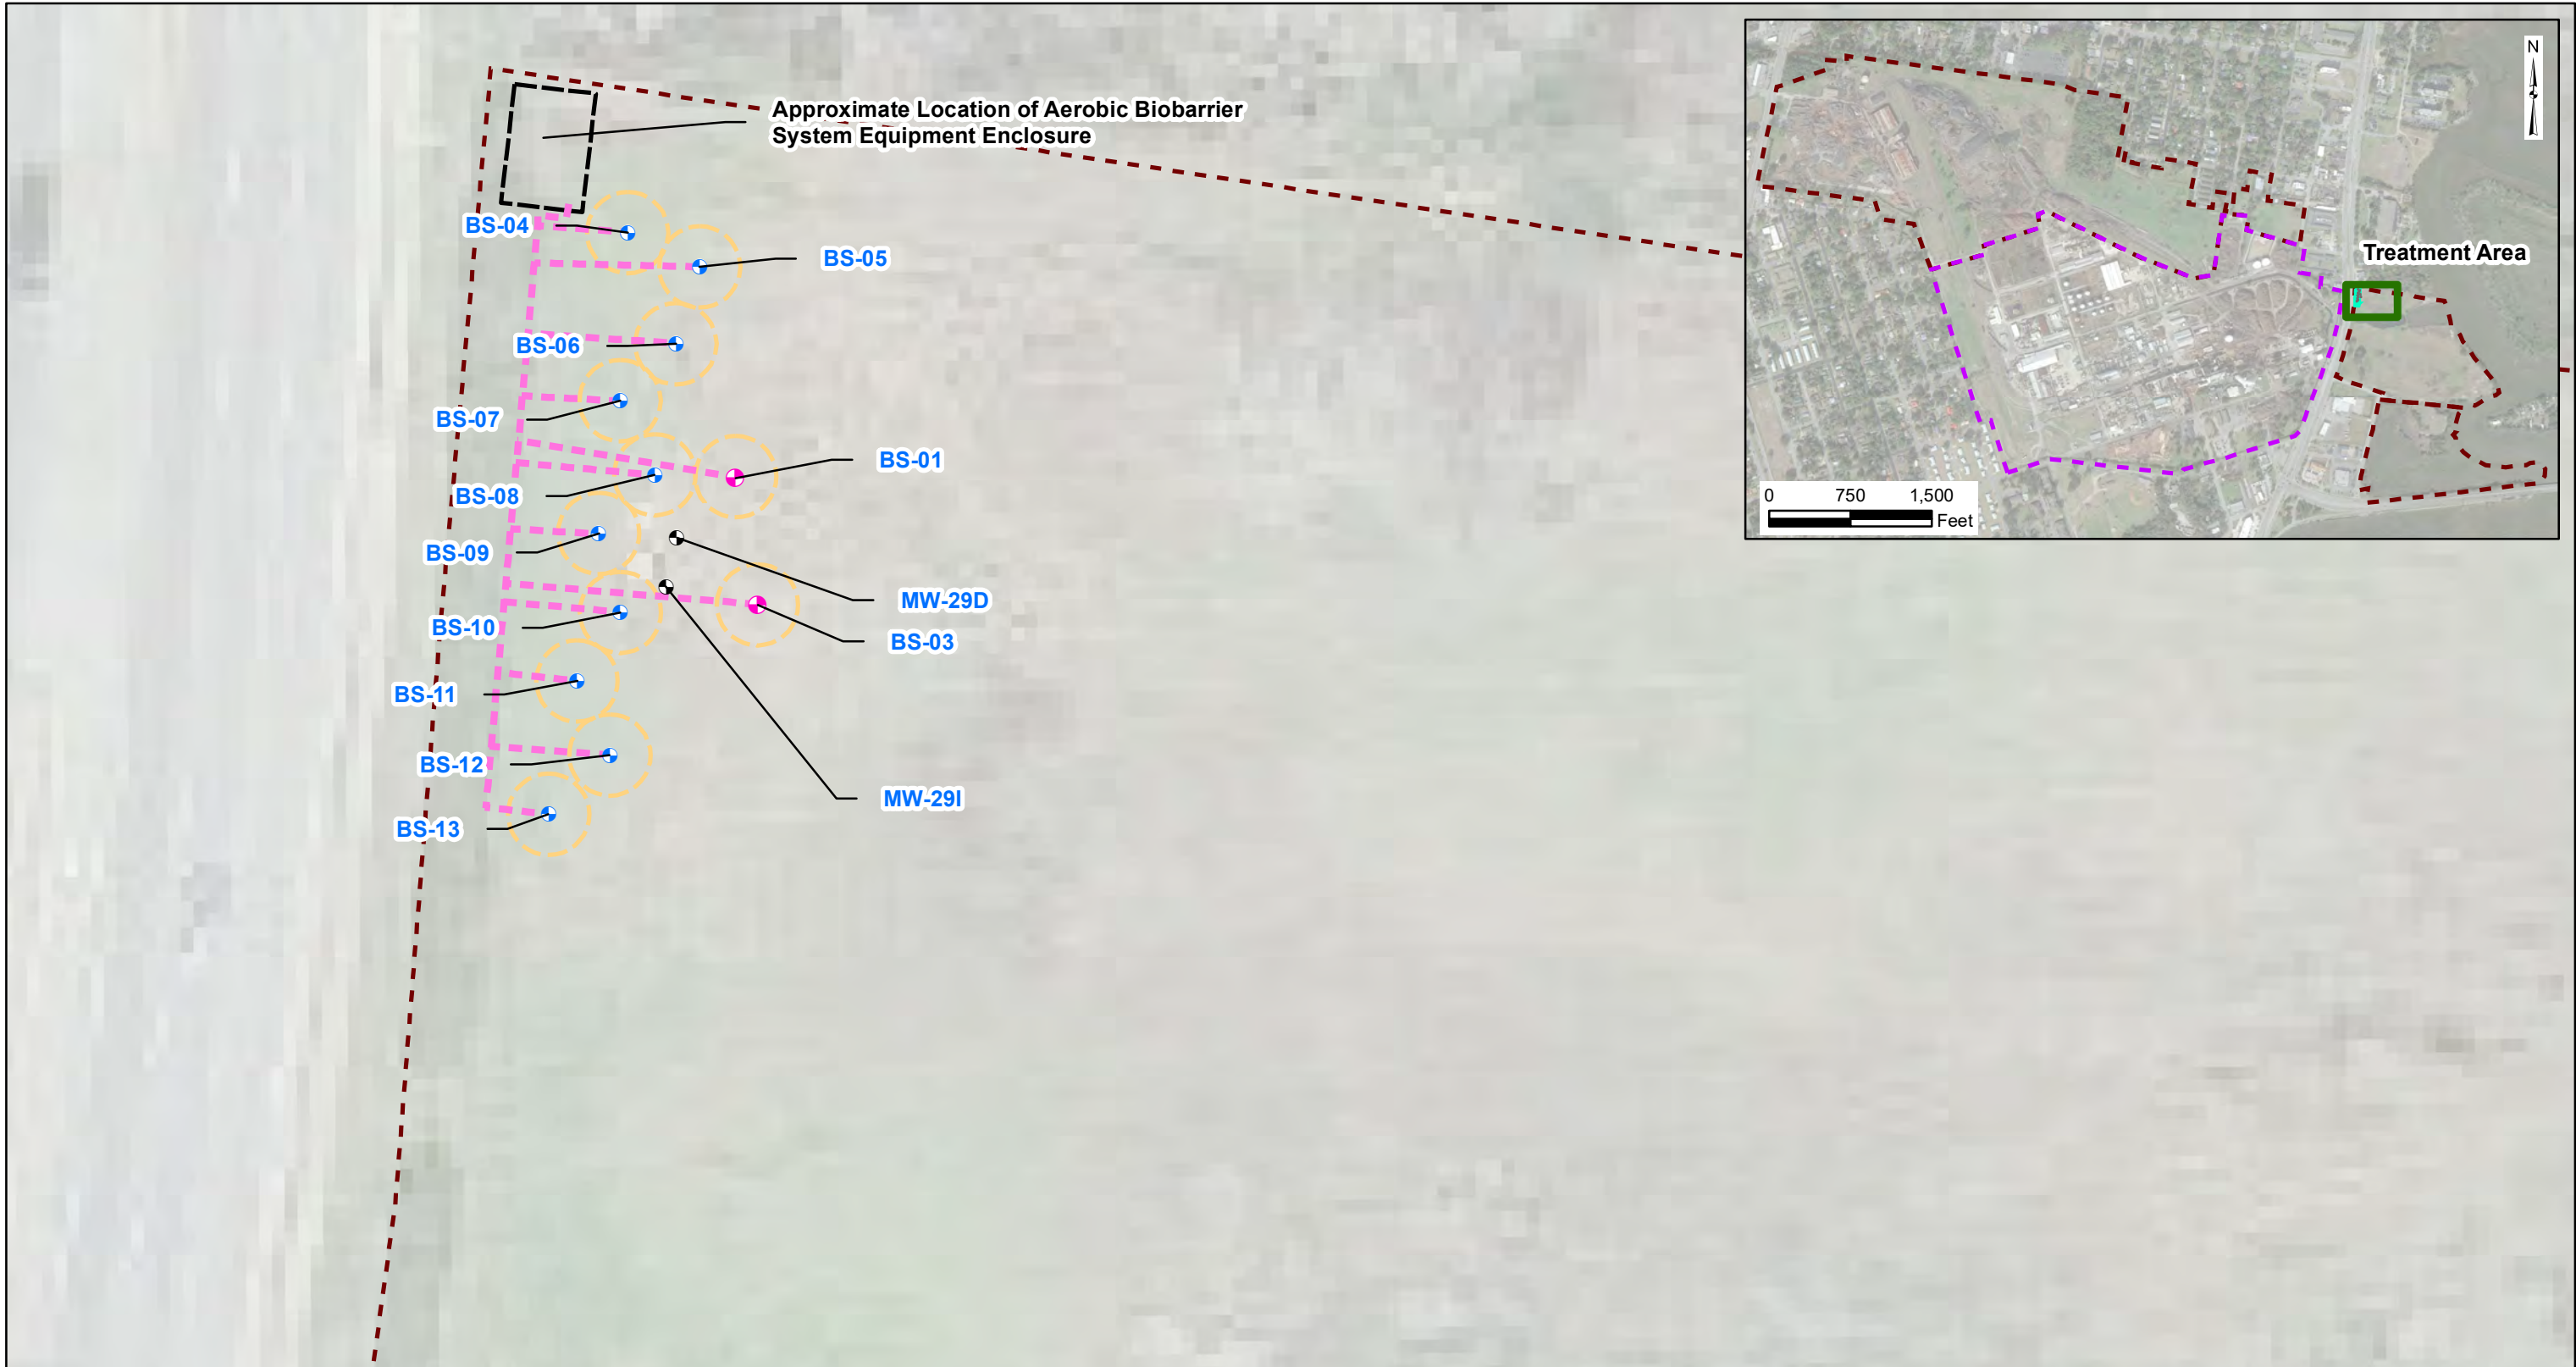 Approximate Location of Aerobic Biobarrier
System Equipment Enclosure
N
Treatment Area
0 750 1,500
Feet
BS-04
BS-05
BS-06
BS-07
BS-01
BS-08
BS-09
MW-29D
BS-10
BS-03
BS-11
BS-12
MW-29I
BS-13